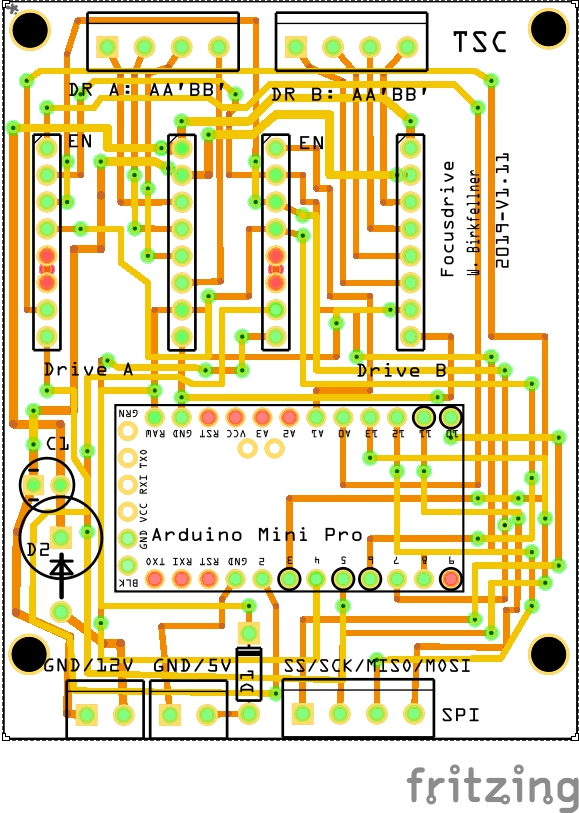 TSC
DR A: AA'BB'
DR B: AA'BB'
EN
EN
Focusdrive
W. Birkfellner
2019-V1.11
Drive A
Drive B
GRN
RAW GND RST VCC A3 A2 A1 A0 13 12 11 10
C1
TXO
RXI
VCC
GND
BLK
Arduino Mini Pro
D2
TXO RXI RST GND 2 3 4 5 6 7 8 9
GND/12V
GND/5V
SS/SCK/MISO/MOSI
D1
SPI
fritzing